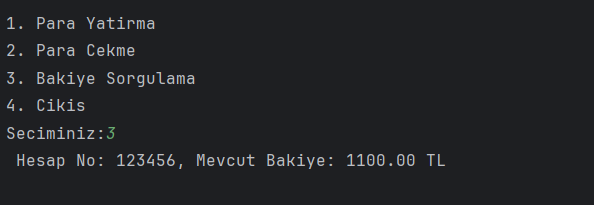 1. Para Yatirma
2. Para Cekme
3. Bakiye Sorgulama
4. Cikis
Seciminiz:3
Hesap No: 123456, Mevcut Bakiye: 1100.00 TL